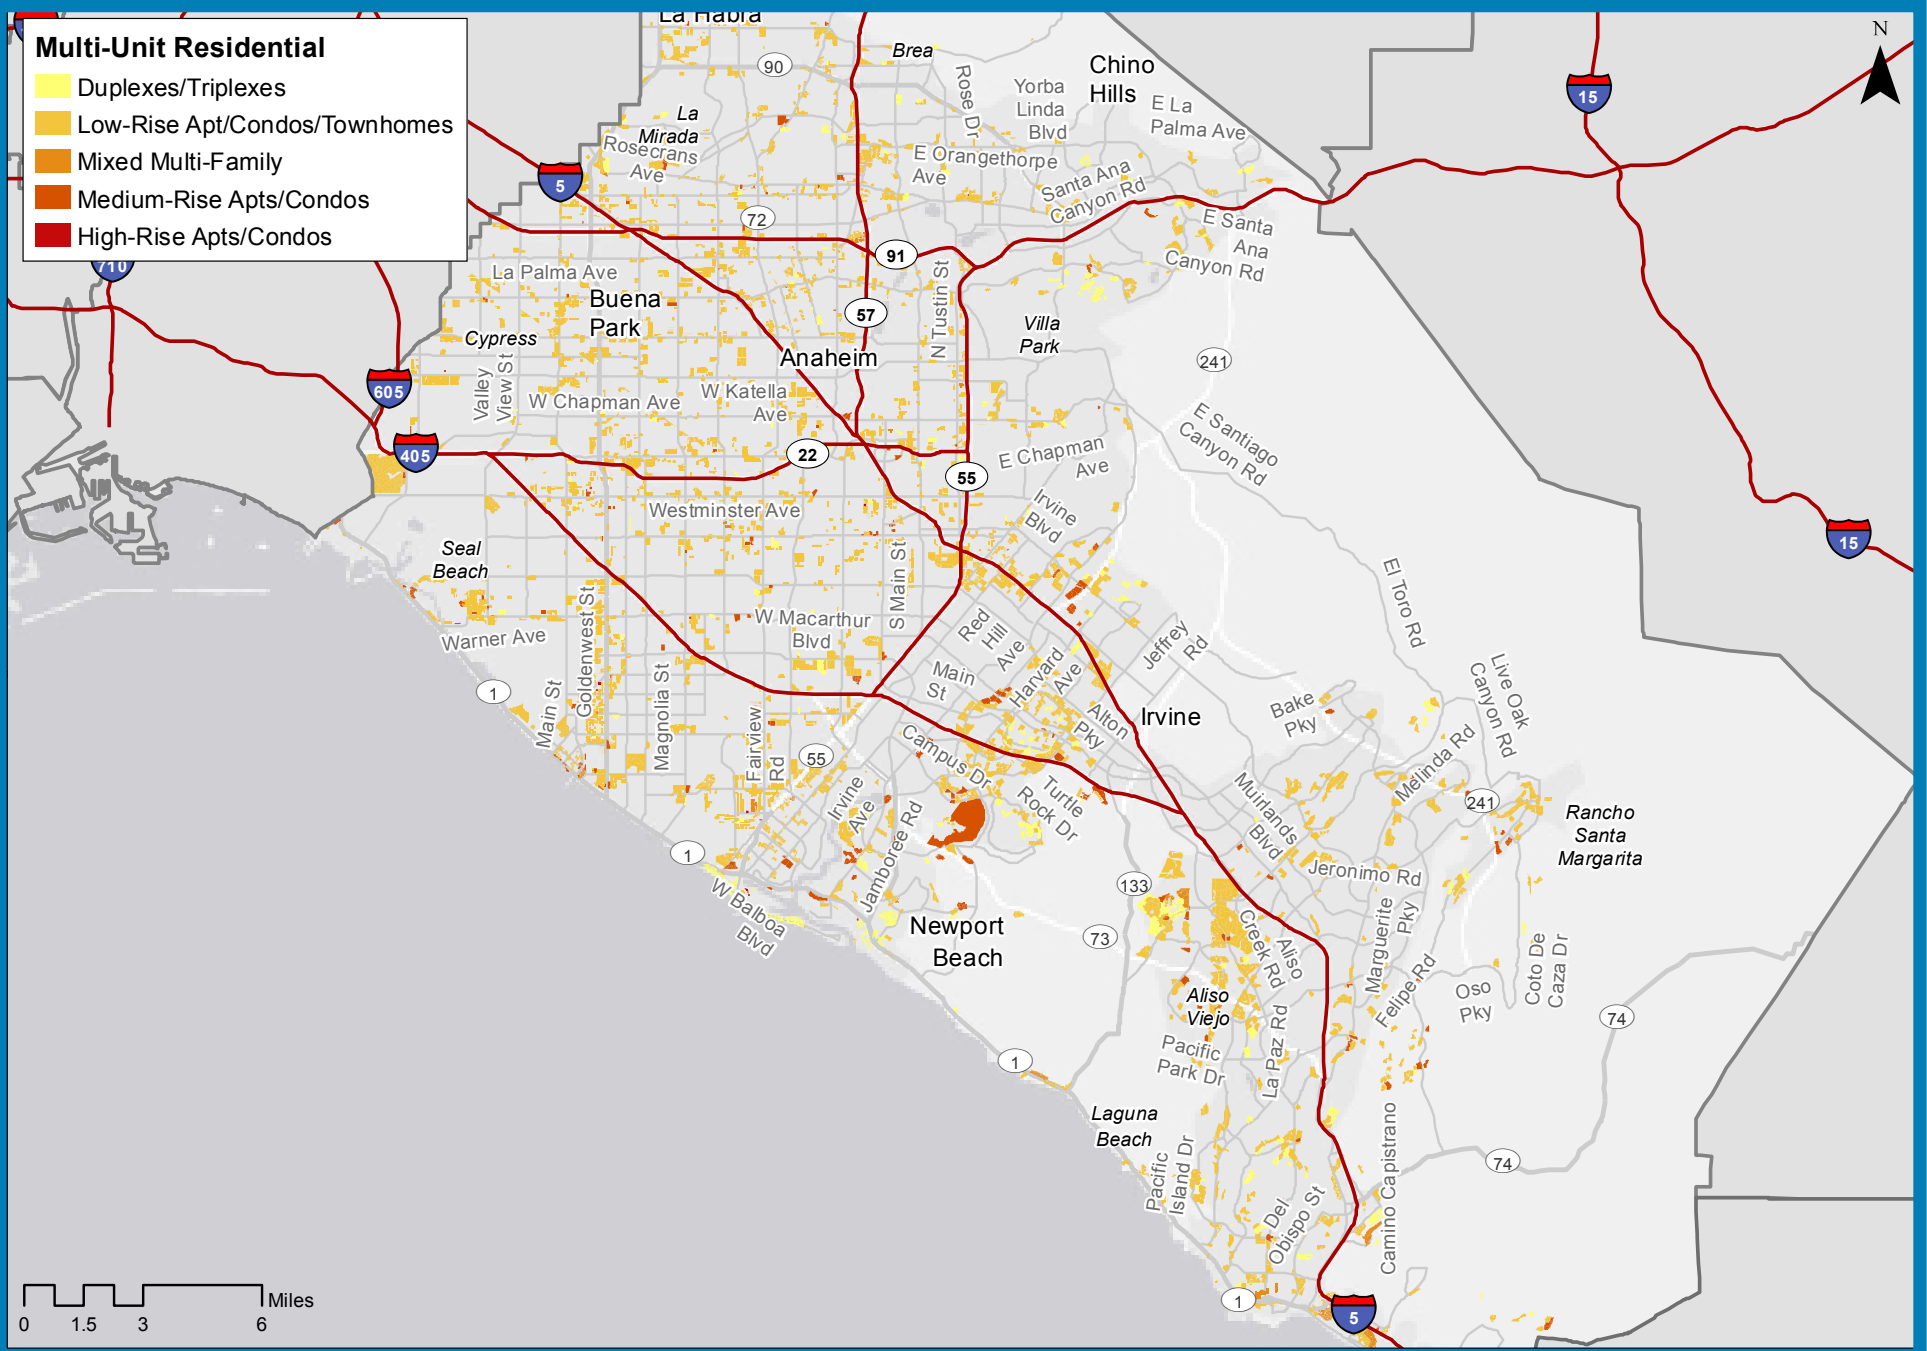 Multi-Unit Residential
Duplexes/Triplexes
Low-Rise Apt/Condos/Townhomes
Mixed Multi-Family
Medium-Rise Apts/Condos
High-Rise Apts/Condos
La Habra
Brea
90
Rose Dr
Yorba
Linda
Blvd
Chino
Hills
E La
Palma Ave
15
N
La
Mirada
Rosecrans
Ave
E Orangethorpe
Ave
Santa Ana
Canyon Rd
5
72
91
E Santa
Ana
Canyon Rd
710
La Palma Ave
Buena
Park
57
N Tustin St
Villa
Park
Cypress
Anaheim
241
605
Valley
View St
W Chapman Ave
W Katella
Ave
E Santiago
Canyon Rd
405
22
E Chapman
Ave
55
Westminster Ave
Irvine
Blvd
15
Seal
Beach
S Main St
El Toro Rd
Goldenwest St
W Macarthur
Blvd
Warner Ave
Red
Hill
Ave
Harvard
Ave
Jeffrey
Rd
Main
St
Live Oak
Canyon Rd
1
Main St
Magnolia St
Fairview
Rd
Alton
Pky
Irvine
Bake
Pky
55
Campus Dr
Irvine
Ave
Turtle
Rock Dr
Jamboree Rd
Muirlands
Blvd
Melinda Rd
241
Rancho
Santa
Margarita
1
Jeronimo Rd
133
W Balboa
Blvd
Newport
Beach
73
Creek Rd
Aliso
Marguerite
Pky
Felipe Rd
Oso
Pky
Coto De
Caza Dr
Aliso
Viejo
74
La Paz Rd
Pacific
Park Dr
1
Laguna
Beach
Pacific
Island Dr
Camino Capistrano
74
Del
Obispo St
1
5
Miles
0 1.5 3 6